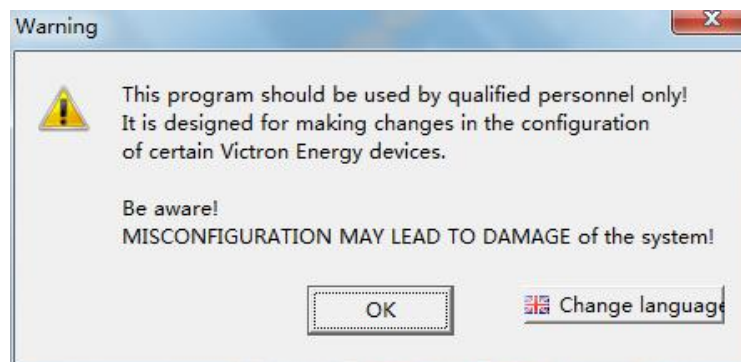 Warning
This program should be used by qualified personnel only!
It is designed for making changes in the configuration
of certain Victron Energy devices.
Be aware!
MISCONFIGURATION MAY LEAD TO DAMAGE of the system!
OK
Change language